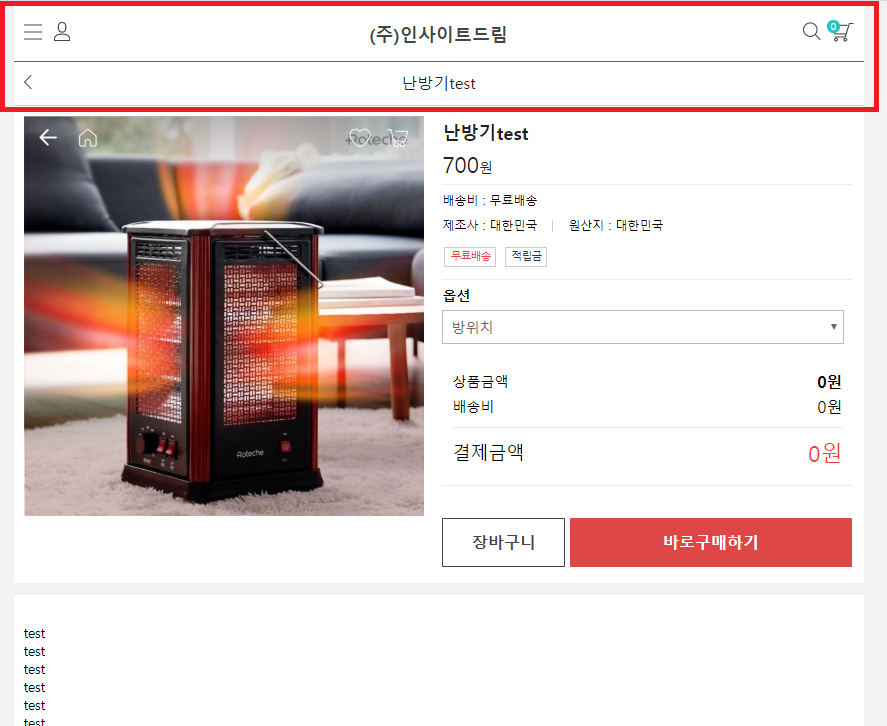 (주)인사이트드림
0
난방기test
Roteche
난방기test
700원
배송비 : 무료배송
제조사 : 대한민국 | 원산지 : 대한민국
무료배송 적립금
옵션
방위치
상품금액 0원
배송비 0원
결제금액 0원
Roteche
장바구니 바로구매하기
test
test
test
test
test
test